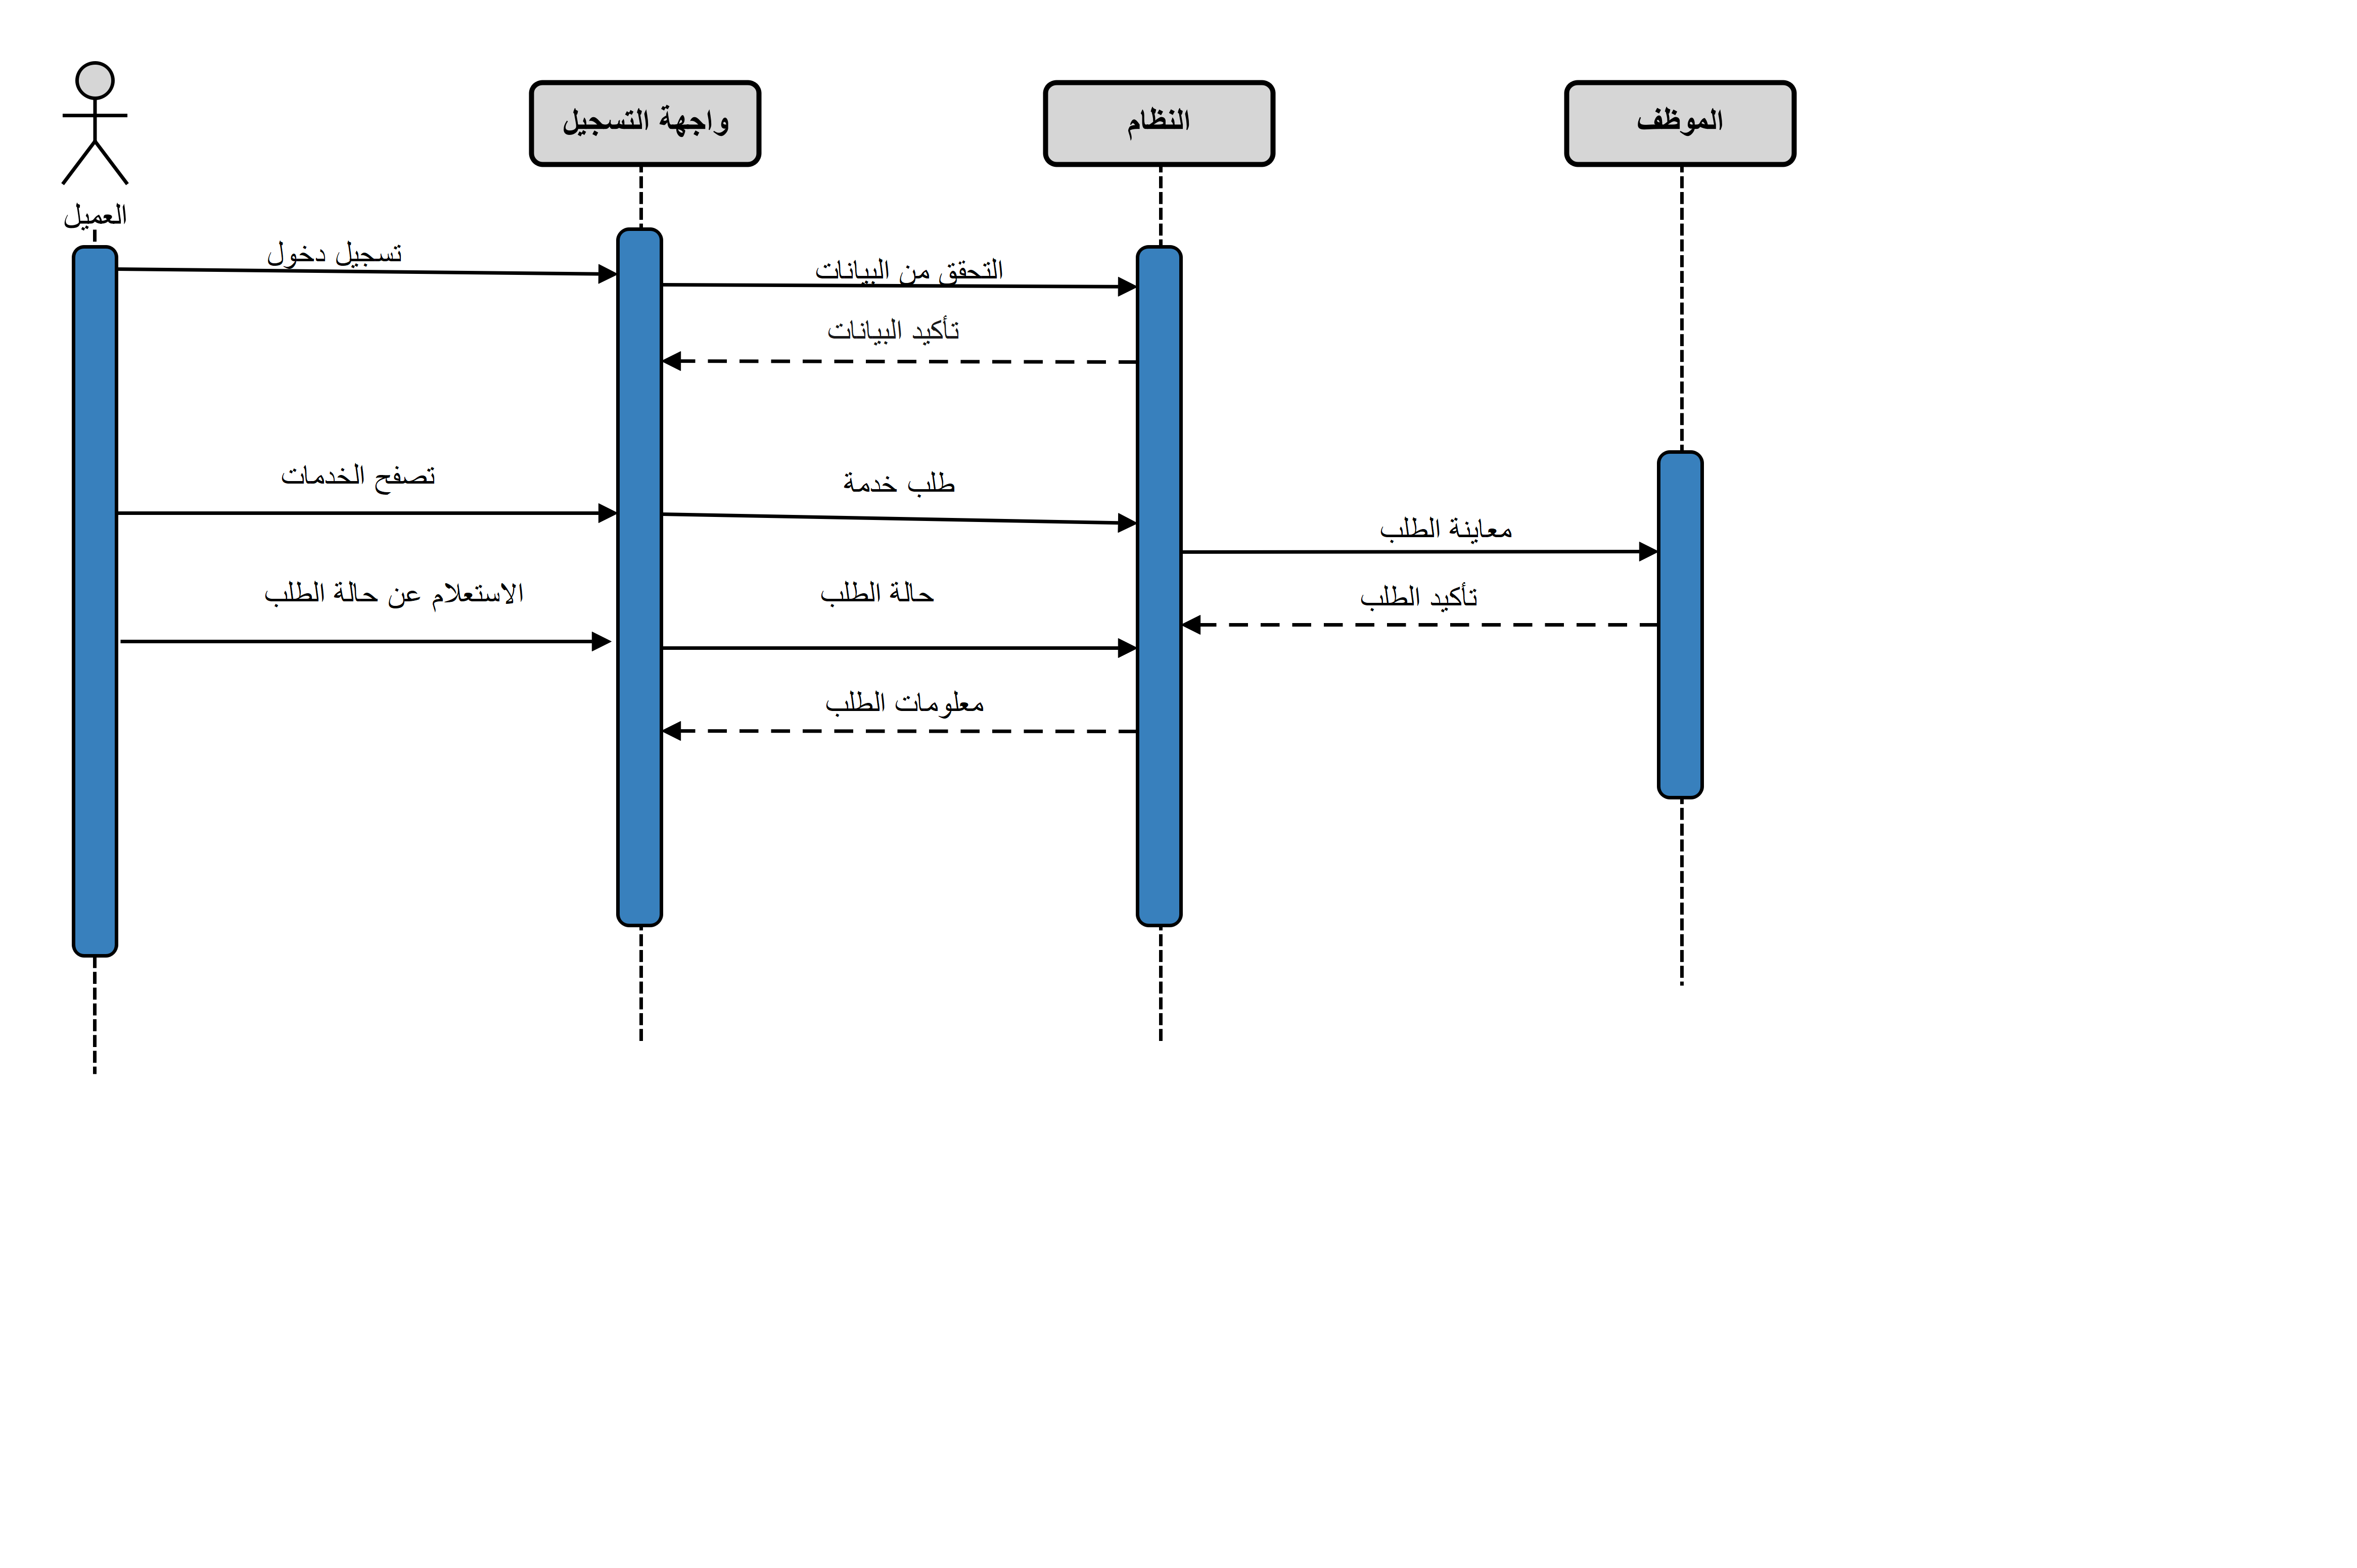 العميل
واجهة التسجيل
النظام
الموظف
تسجيل دخول
التحقق من البيانات
تأكيد البيانات
تصفح الخدمات
طلب خدمة
معاينة الطلب
الاستعلام عن حالة الطلب
حالة الطلب
تأكيد الطلب
معلومات الطلب